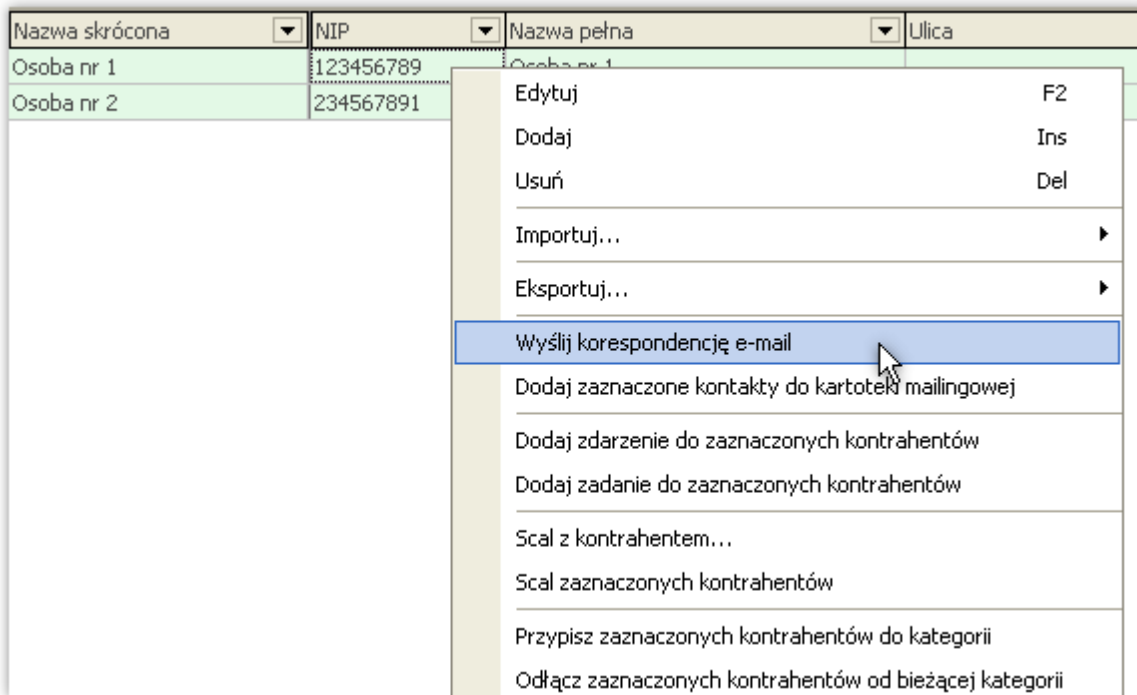 Nazwa skrócona NIP Nazwa pełna Ulica
Osoba nr 1 123456789 Osoba nr 1
Osoba nr 2 234567891
Edytuj F2
Dodaj Ins
Usuń Del
Importuj...
Eksportuj...
Wyślij korespondencję e-mail
Dodaj zaznaczone kontakty do kartoteki mailingowej
Dodaj zdarzenie do zaznaczonych kontrahentów
Dodaj zadanie do zaznaczonych kontrahentów
Scal z kontrahentem...
Scal zaznaczonych kontrahentów
Przypisz zaznaczonych kontrahentów do kategorii
Odłącz zaznaczonych kontrahentów od bieżącej kategorii